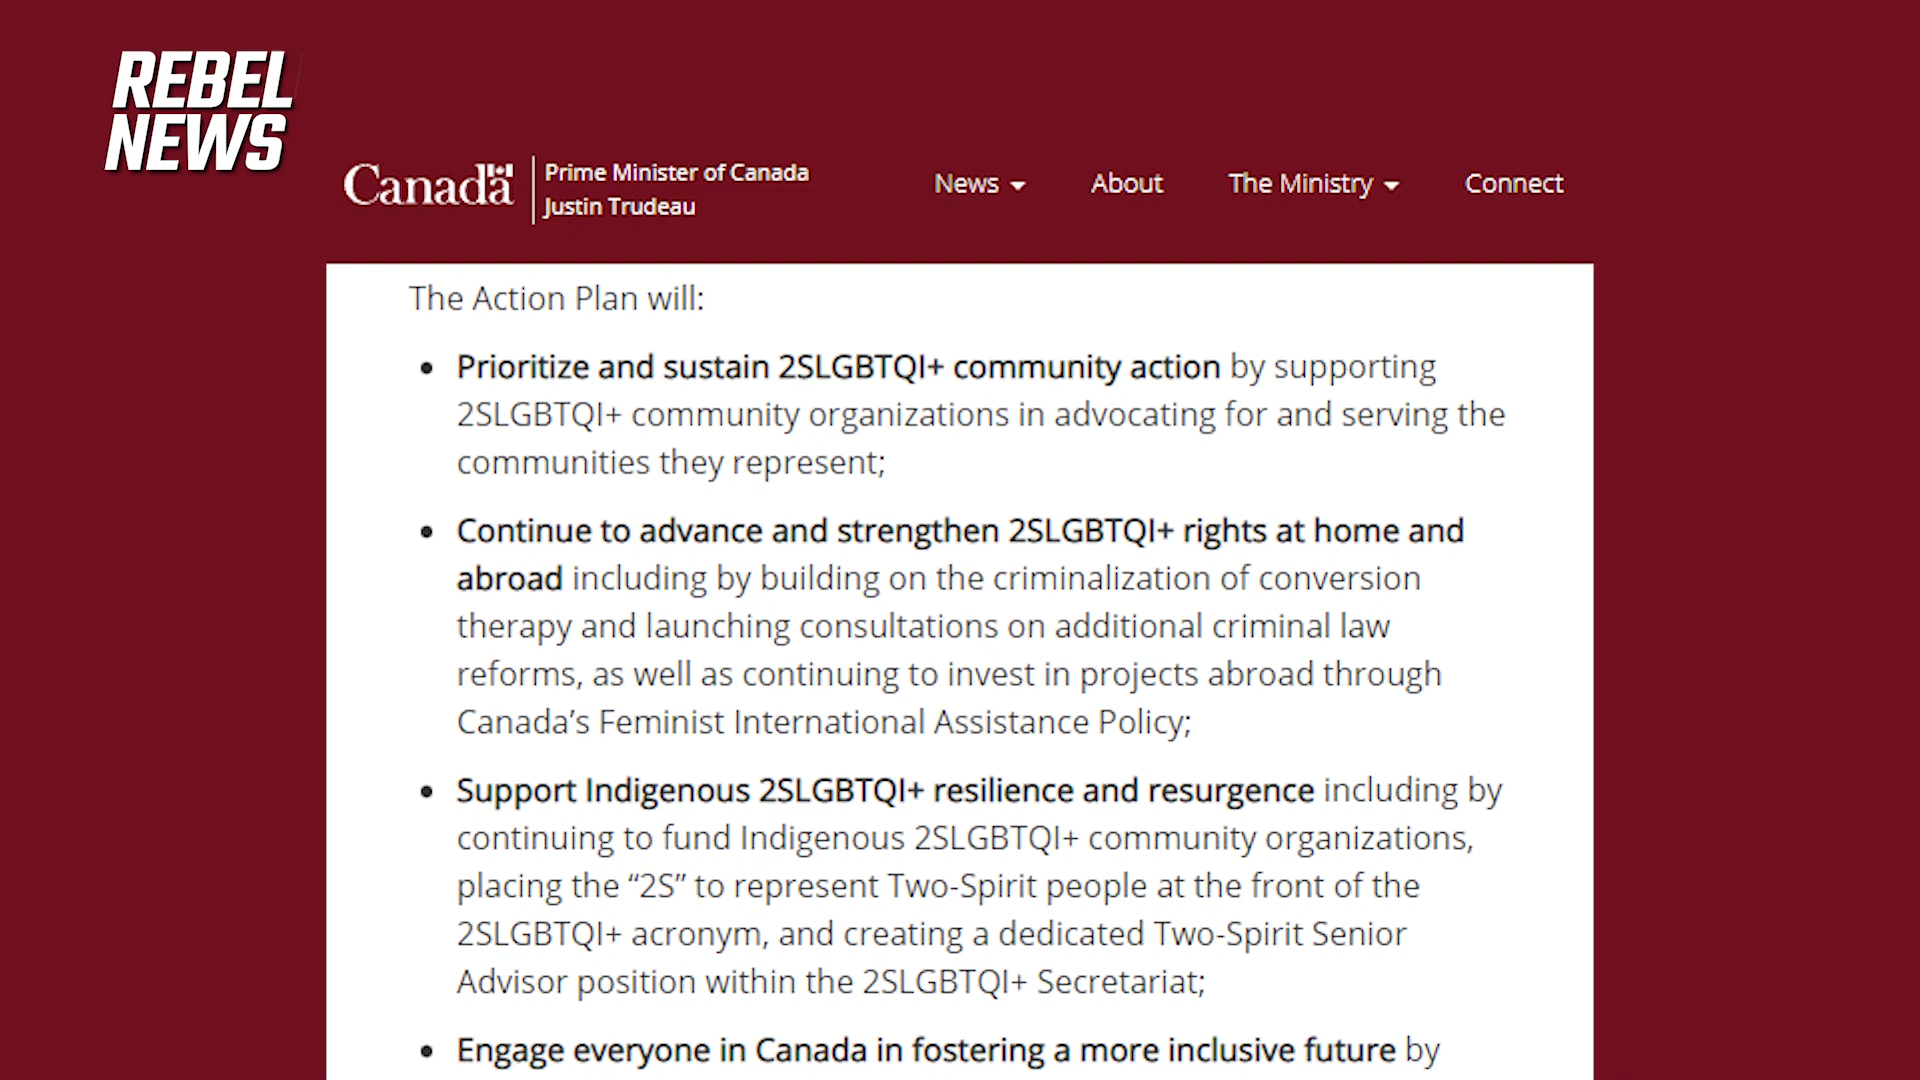 REBEL
NEWS
Canada
Prime Minister of Canada
Justin Trudeau
News
About
The Ministry
Connect
The Action Plan will:
• Prioritize and sustain 2SLGBTQI+ community action by supporting
2SLGBTQI+ community organizations in advocating for and serving the
communities they represent;
• Continue to advance and strengthen 2SLGBTQI+ rights at home and
abroad including by building on the criminalization of conversion
therapy and launching consultations on additional criminal law
reforms, as well as continuing to invest in projects abroad through
Canada’s Feminist International Assistance Policy;
• Support Indigenous 2SLGBTQI+ resilience and resurgence including by
continuing to fund Indigenous 2SLGBTQI+ community organizations,
placing the “2S” to represent Two-Spirit people at the front of the
2SLGBTQI+ acronym, and creating a dedicated Two-Spirit Senior
Advisor position within the 2SLGBTQI+ Secretariat;
• Engage everyone in Canada in fostering a more inclusive future by